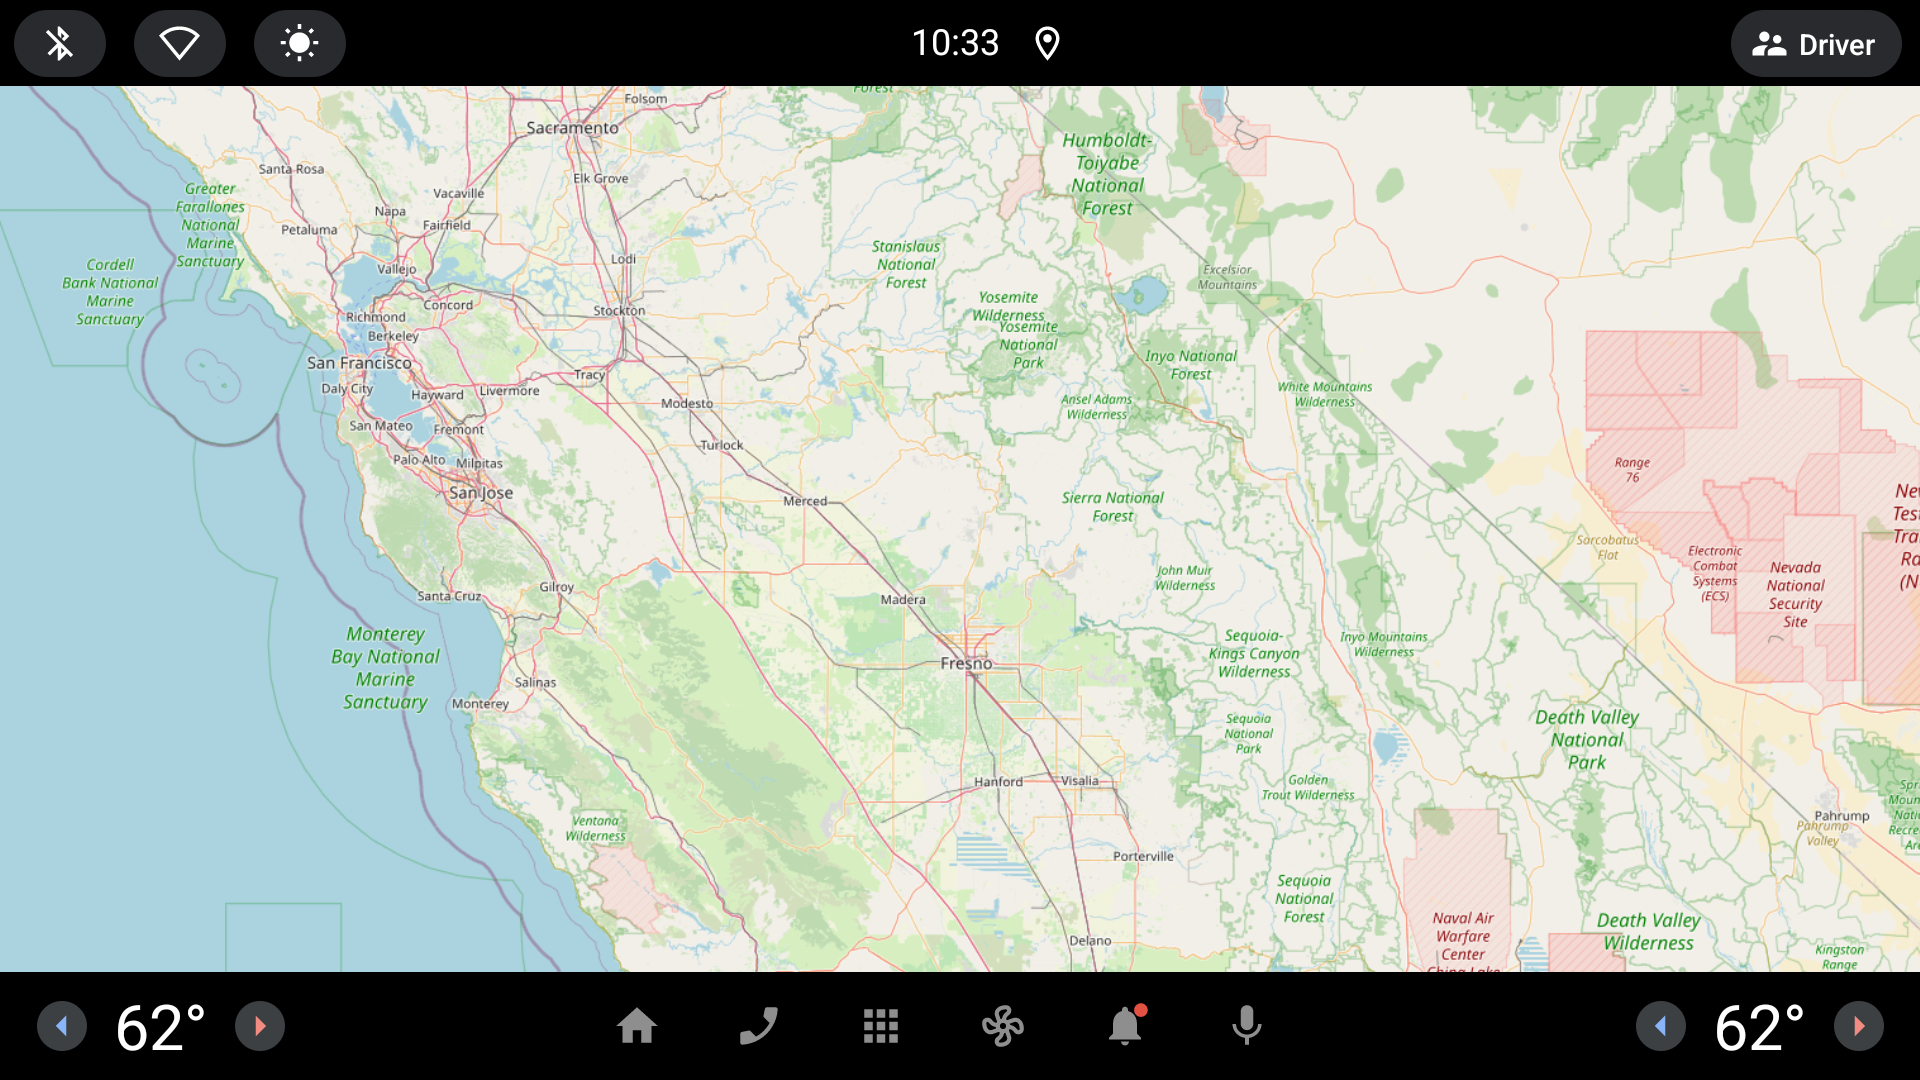 10:33
Driver
Forest
Folsom
Sacramento
Humboldt-
Toiyabe
National
Forest
Santa Rosa
Elk Grove
Vacaville
Greater
Farallones
National
Marine
Sanctuary
Napa
Fairfield
Petaluma
Stanislaus
National
Forest
Lodi
Vallejo
Cordell
Bank National
Marine
Sanctuary
Excelsior
Mountains
Concord
Yosemite
Wilderness
Yosemite
National
Park
Stockton
Richmond
Berkeley
San Francisco
Inyo National
Forest
Tracy
Daly City
Hayward
Livermore
White Mountains
Wilderness
Modesto
Ansel Adams
Wilderness
San Mateo
Fremont
Turlock
Palo Alto
Milpitas
Range
76
San Jose
Merced
Sierra National
Forest
Ne
Test
Tra
Ra
(N
Sarcobatus
Flat
Electronic
Combat
Systems
(ECS)
Nevada
National
Security
Site
John Muir
Wilderness
Gilroy
Santa Cruz
Madera
Monterey
Bay National
Marine
Sanctuary
Sequoia-
Kings Canyon
Wilderness
Inyo Mountains
Wilderness
Fresno
Salinas
Monterey
Sequoia
National
Park
Death Valley
National
Park
Hanford
Visalia
Golden
Trout Wilderness
Spri
Moun
Natio
Recre
Are
Pahrump
Pahrump
Valley
Ventana
Wilderness
Porterville
Sequoia
National
Forest
Naval Air
Warfare
Center
China Lake
Death Valley
Wilderness
Delano
Kingston
Range
62°
62°